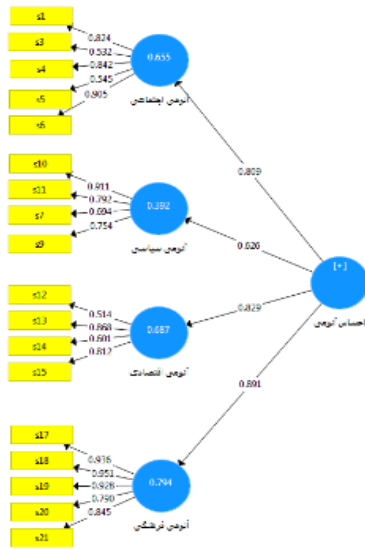 s1
0.824
s3
0.532
s4
0.842
0.655
s5
0.545
s6
0.905
آنومی اجتماعی
0.809
s10
0.911
s11
0.792
0.392
s7
0.694
s9
0.754
آنومی سیاسی
0.626
[+]
احساس آنومی
s12
0.514
s13
0.868
0.687
s14
0.601
s15
0.812
آنومی اقتصادی
0.829
0.891
s17
0.936
s18
0.951
s19
0.928
0.794
s20
0.790
s21
0.845
آنومی فرهنگی